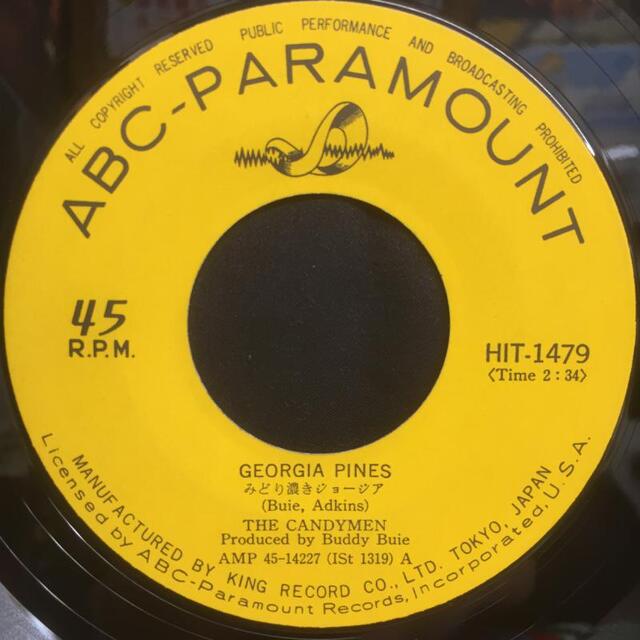 ALL COPYRIGHT RESERVED PUBLIC PERFORMANCE AND BROADCASTING PROHIBITED
ABC-PARAMOUNT
45
R.P.M.
HIT-1479
〈Time 2 : 34〉
GEORGIA PINES
みどり濃きジョージア
(Buie, Adkins)
THE CANDYMEN
Produced by Buddy Buie
AMP 45-14227 (ISt 1319) A
MANUFACTURED BY KING RECORD CO., LTD. TOKYO, JAPAN
Licensed by ABC-Paramount Records, Incorporated, U.S.A.